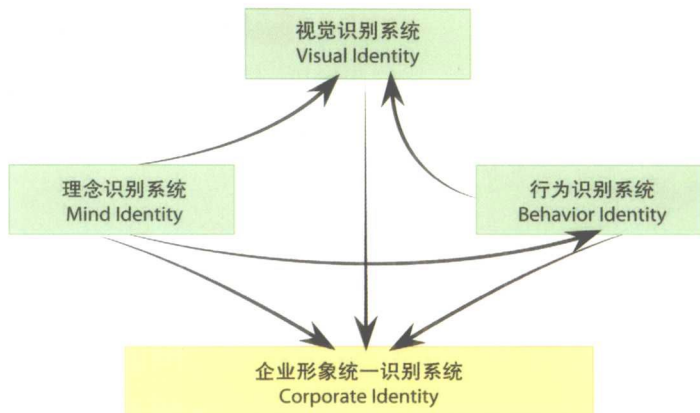 视觉识别系统
Visual Identity
理念识别系统
Mind Identity
行为识别系统
Behavior Identity
企业形象统一识别系统
Corporate Identity